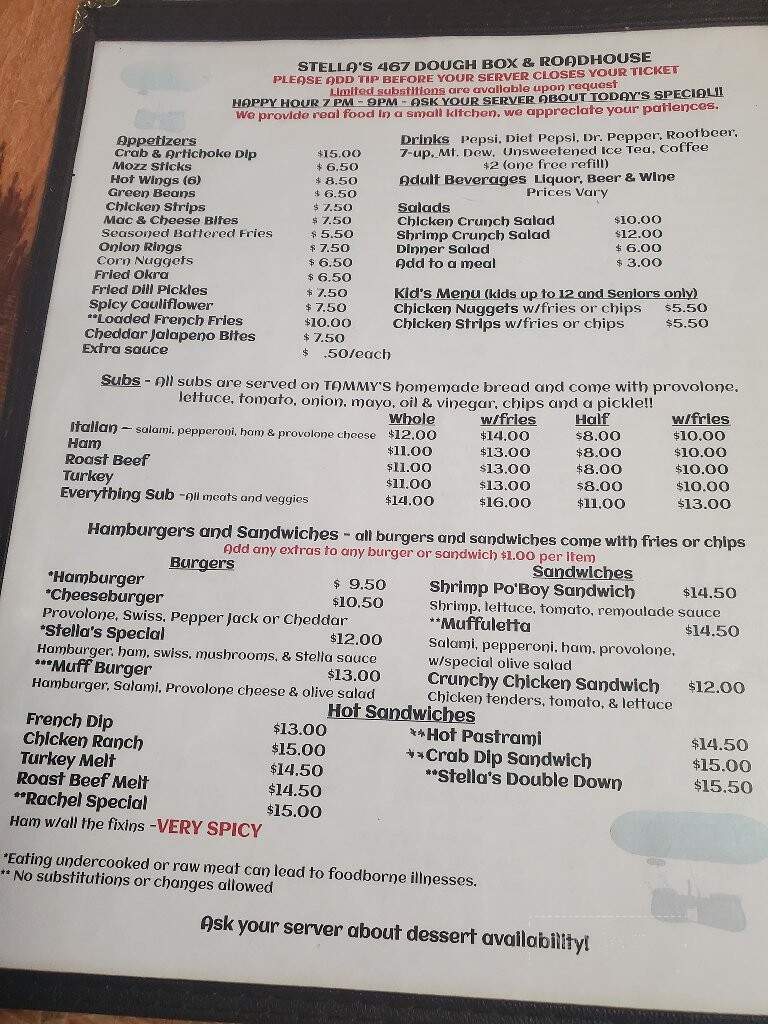 STELLA'S 467 DOUGH BOX & ROADHOUSE
PLEASE ADD TIP BEFORE YOUR SERVER CLOSES YOUR TICKET
Limited substitions are available upon request
HAPPY HOUR 7 PM - 9PM - ASK YOUR SERVER ABOUT TODAY'S SPECIAL!!
We provide real food in a small kitchen, we appreciate your patiences.
Appetizers
Crab & Artichoke Dip $15.00
Mozz Sticks $ 6.50
Hot Wings (6) $ 8.50
Green Beans $ 6.50
Chicken Strips $ 7.50
Mac & Cheese Bites $ 7.50
Seasoned Battered Fries $ 5.50
Onion Rings $ 7.50
Corn Nuggets $ 6.50
Fried Okra $ 6.50
Fried Dill Pickles $ 7.50
Spicy Cauliflower $ 7.50
**Loaded French Fries $10.00
Cheddar Jalapeno Bites $ 7.50
Extra sauce $ .50/each
Drinks Pepsi, Diet Pepsi, Dr. Pepper, Rootbeer,
7-up, Mt. Dew, Unsweetened Ice Tea, Coffee
$2 (one free refill)
Adult Beverages Liquor, Beer & Wine
Prices Vary
Salads
Chicken Crunch Salad $10.00
Shrimp Crunch Salad $12.00
Dinner Salad $ 6.00
Add to a meal $ 3.00
Kid's Menu (kids up to 12 and Seniors only)
Chicken Nuggets w/fries or chips $5.50
Chicken Strips w/fries or chips $5.50
Subs - All subs are served on TAMMY'S homemade bread and come with provolone,
lettuce, tomato, onion, mayo, oil & vinegar, chips and a pickle!!
Whole w/fries Half w/fries
Italian – salami, pepperoni, ham & provolone cheese $12.00 $14.00 $8.00 $10.00
Ham $11.00 $13.00 $8.00 $10.00
Roast Beef $11.00 $13.00 $8.00 $10.00
Turkey $11.00 $13.00 $8.00 $10.00
Everything Sub -All meats and veggies $14.00 $16.00 $11.00 $13.00
Hamburgers and Sandwiches - all burgers and sandwiches come with fries or chips
Add any extras to any burger or sandwich $1.00 per item
Burgers
*Hamburger $ 9.50
*Cheeseburger $10.50
Provolone, Swiss, Pepper Jack or Cheddar
*Stella's Special $12.00
Hamburger, ham, swiss, mushrooms, & Stella sauce
***Muff Burger $13.00
Hamburger, Salami, Provolone cheese & olive salad
Sandwiches
Shrimp Po'Boy Sandwich $14.50
Shrimp, lettuce, tomato, remoulade sauce
**Muffuletta $14.50
Salami, pepperoni, ham, provolone,
w/special olive salad
Crunchy Chicken Sandwich $12.00
Chicken tenders, tomato, & lettuce
Hot Sandwiches
French Dip $13.00
Chicken Ranch $15.00
Turkey Melt $14.50
Roast Beef Melt $14.50
**Rachel Special $15.00
Ham w/all the fixins -VERY SPICY
**Hot Pastrami $14.50
**Crab Dip Sandwich $15.00
**Stella's Double Down $15.50
*Eating undercooked or raw meat can lead to foodborne illnesses.
** No substitutions or changes allowed
Ask your server about dessert availability!